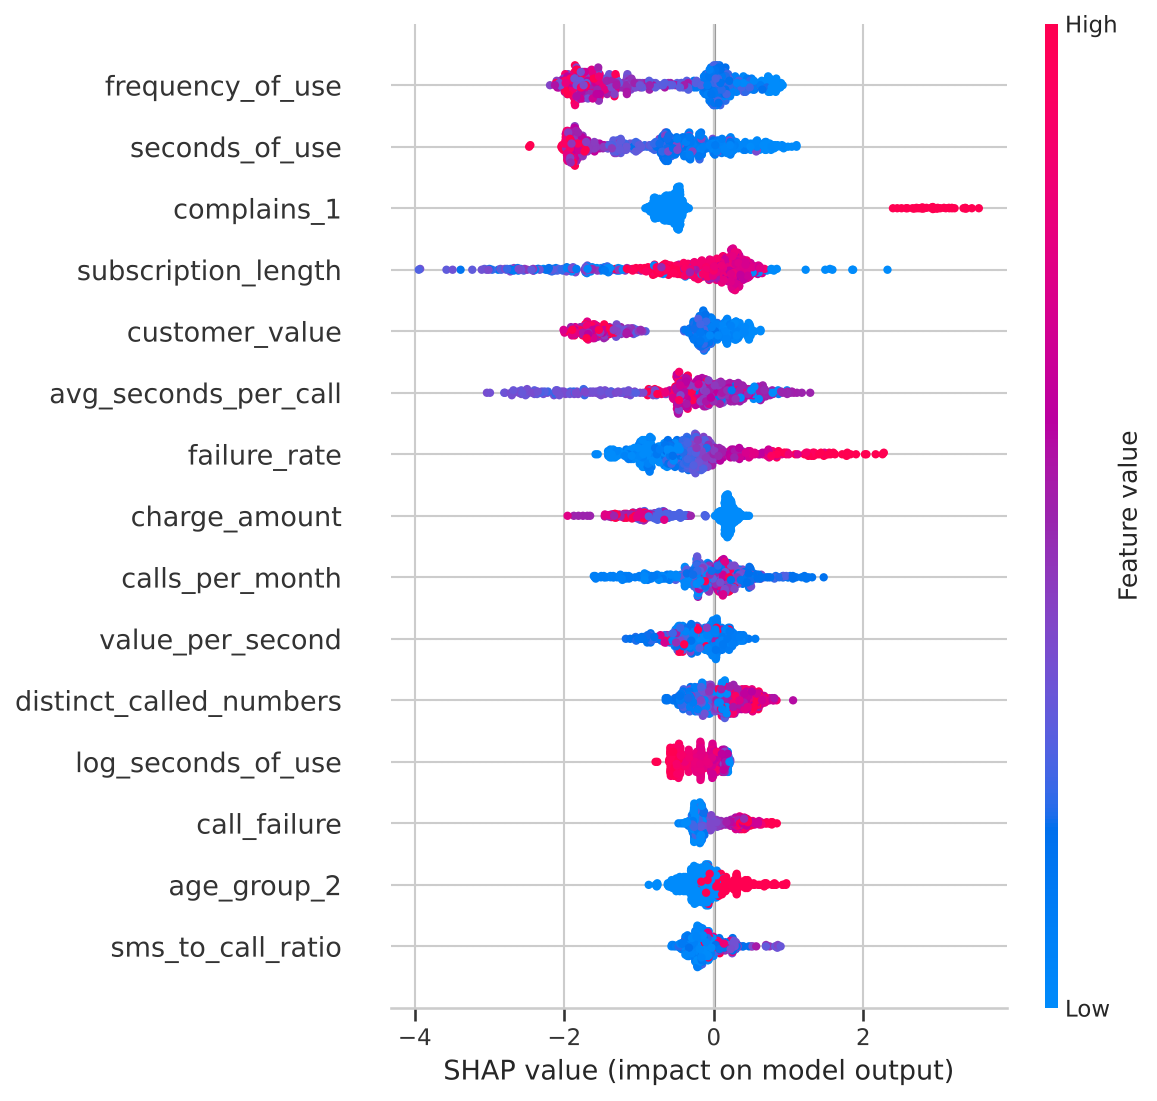 High
frequency_of_use
seconds_of_use
complains_1
subscription_length
customer_value
avg_seconds_per_call
failure_rate
charge_amount
calls_per_month
value_per_second
distinct_called_numbers
log_seconds_of_use
call_failure
age_group_2
sms_to_call_ratio
Feature value
Low
−4 −2 0 2
SHAP value (impact on model output)